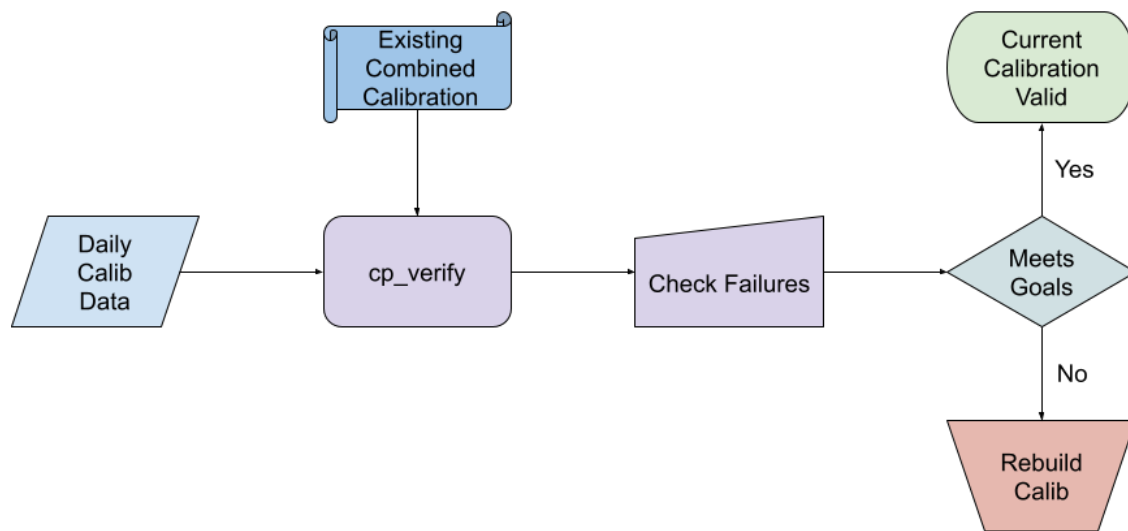 Existing
Combined
Calibration
Current
Calibration
Valid
Yes
Daily
Calib
Data
cp_verify
Check Failures
Meets
Goals
No
Rebuild
Calib